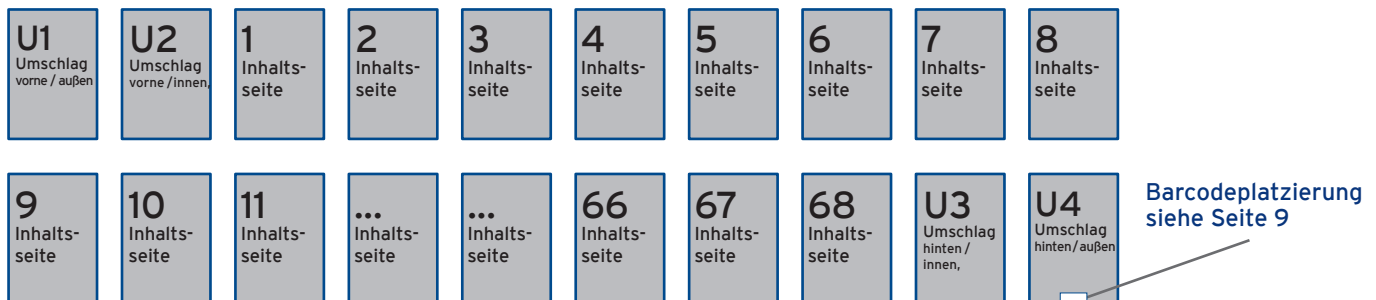 U1
Umschlag
vorne / außen
U2
Umschlag
vorne /innen,
1
Inhalts-
seite
2
Inhalts-
seite
3
Inhalts-
seite
4
Inhalts-
seite
5
Inhalts-
seite
6
Inhalts-
seite
7
Inhalts-
seite
8
Inhalts-
seite
9
Inhalts-
seite
10
Inhalts-
seite
11
Inhalts-
seite
...
Inhalts-
seite
...
Inhalts-
seite
66
Inhalts-
seite
67
Inhalts-
seite
68
Inhalts-
seite
U3
Umschlag
hinten /
innen,
U4
Umschlag
hinten/außen
Barcodeplatzierung
siehe Seite 9